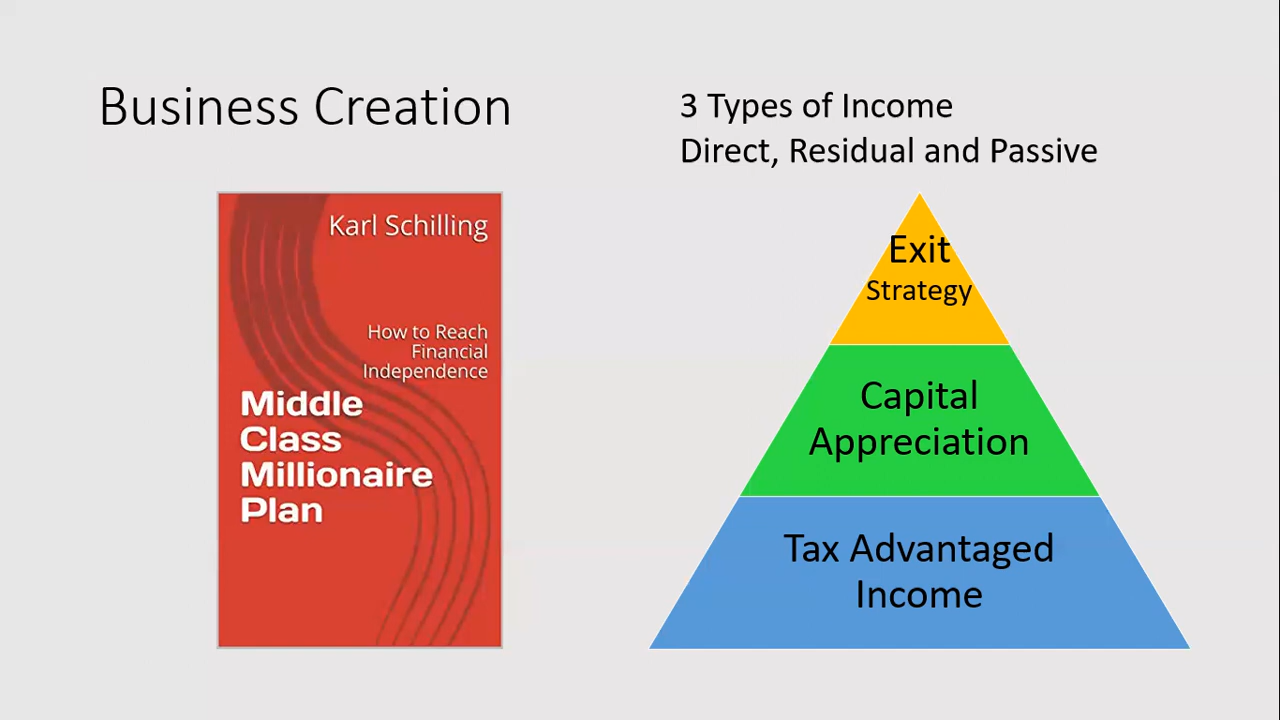 Business Creation
3 Types of Income
Direct, Residual and Passive
Karl Schilling
How to Reach
Financial
Independence
Middle
Class
Millionaire
Plan
Exit
Strategy
Capital
Appreciation
Tax Advantaged
Income